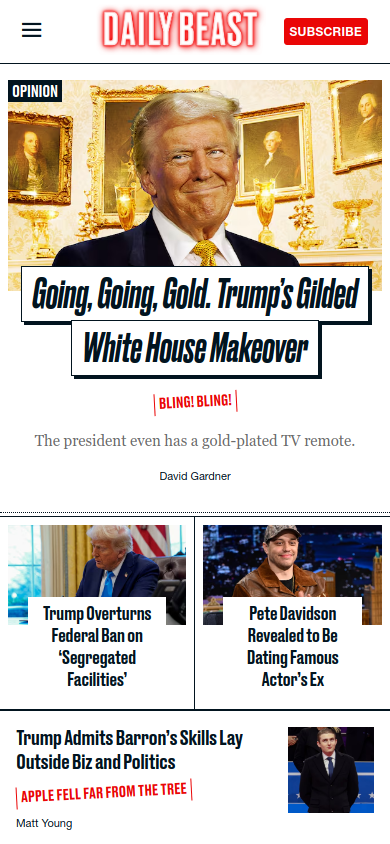 DAILY BEAST
SUBSCRIBE
OPINION
Going, Going, Gold. Trump's Gilded
White House Makeover
BLING! BLING!
The president even has a gold-plated TV remote.
David Gardner
Trump Overturns
Federal Ban on
‘Segregated
Facilities’
Pete Davidson
Revealed to Be
Dating Famous
Actor’s Ex
Trump Admits Barron’s Skills Lay
Outside Biz and Politics
APPLE FELL FAR FROM THE TREE
Matt Young